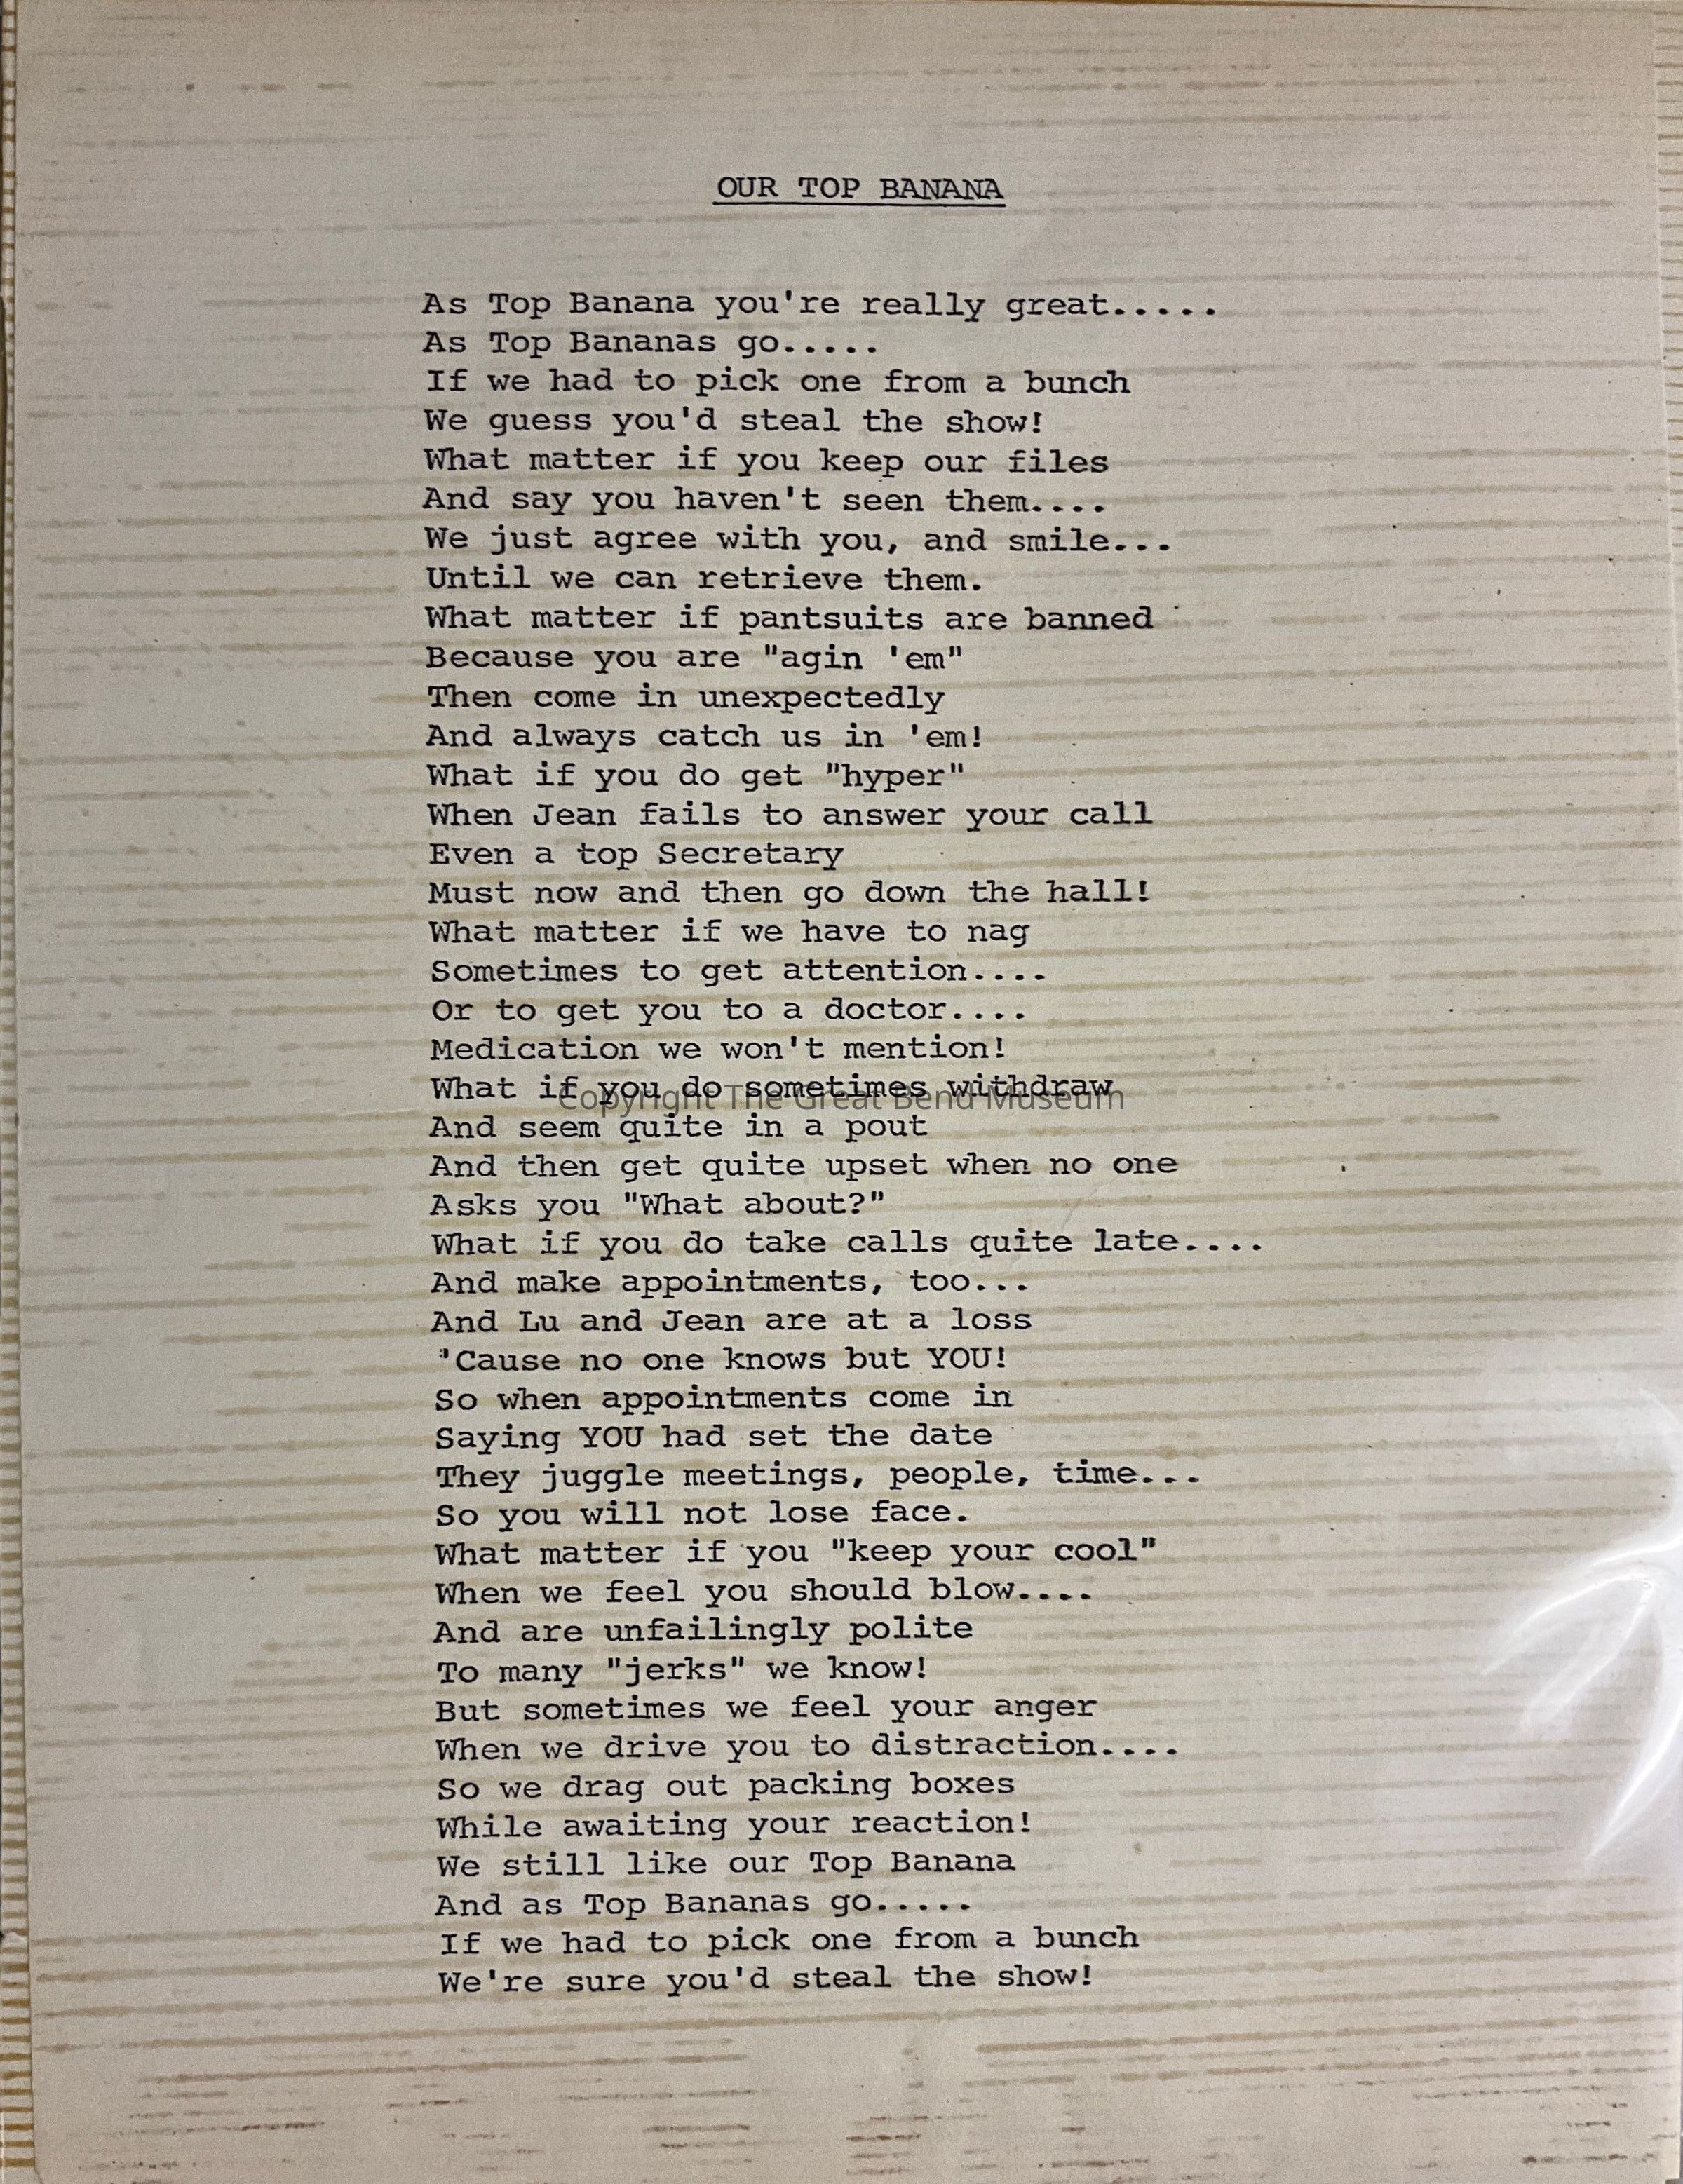 OUR TOP BANANA
As Top Banana you're really great.....
As Top Bananas go.....
If we had to pick one from a bunch
We guess you'd steal the show!
What matter if you keep our files
And say you haven't seen them....
We just agree with you, and smile...
Until we can retrieve them.
What matter if pantsuits are banned
Because you are "agin 'em"
Then come in unexpectedly
And always catch us in 'em!
What if you do get "hyper"
When Jean fails to answer your call
Even a top Secretary
Must now and then go down the hall!
What matter if we have to nag
Sometimes to get attention....
Or to get you to a doctor....
Medication we won't mention!
What if you do sometimes withdraw
Copyright The Great Bend Museum
And seem quite in a pout
And then get quite upset when no one
Asks you "What about?"
What if you do take calls quite late....
And make appointments, too...
And Lu and Jean are at a loss
'Cause no one knows but YOU!
So when appointments come in
Saying YOU had set the date
They juggle meetings, people, time...
So you will not lose face.
What matter if you "keep your cool"
When we feel you should blow....
And are unfailingly polite
To many "jerks" we know!
But sometimes we feel your anger
When we drive you to distraction....
So we drag out packing boxes
While awaiting your reaction!
We still like our Top Banana
And as Top Bananas go.....
If we had to pick one from a bunch
We're sure you'd steal the show!